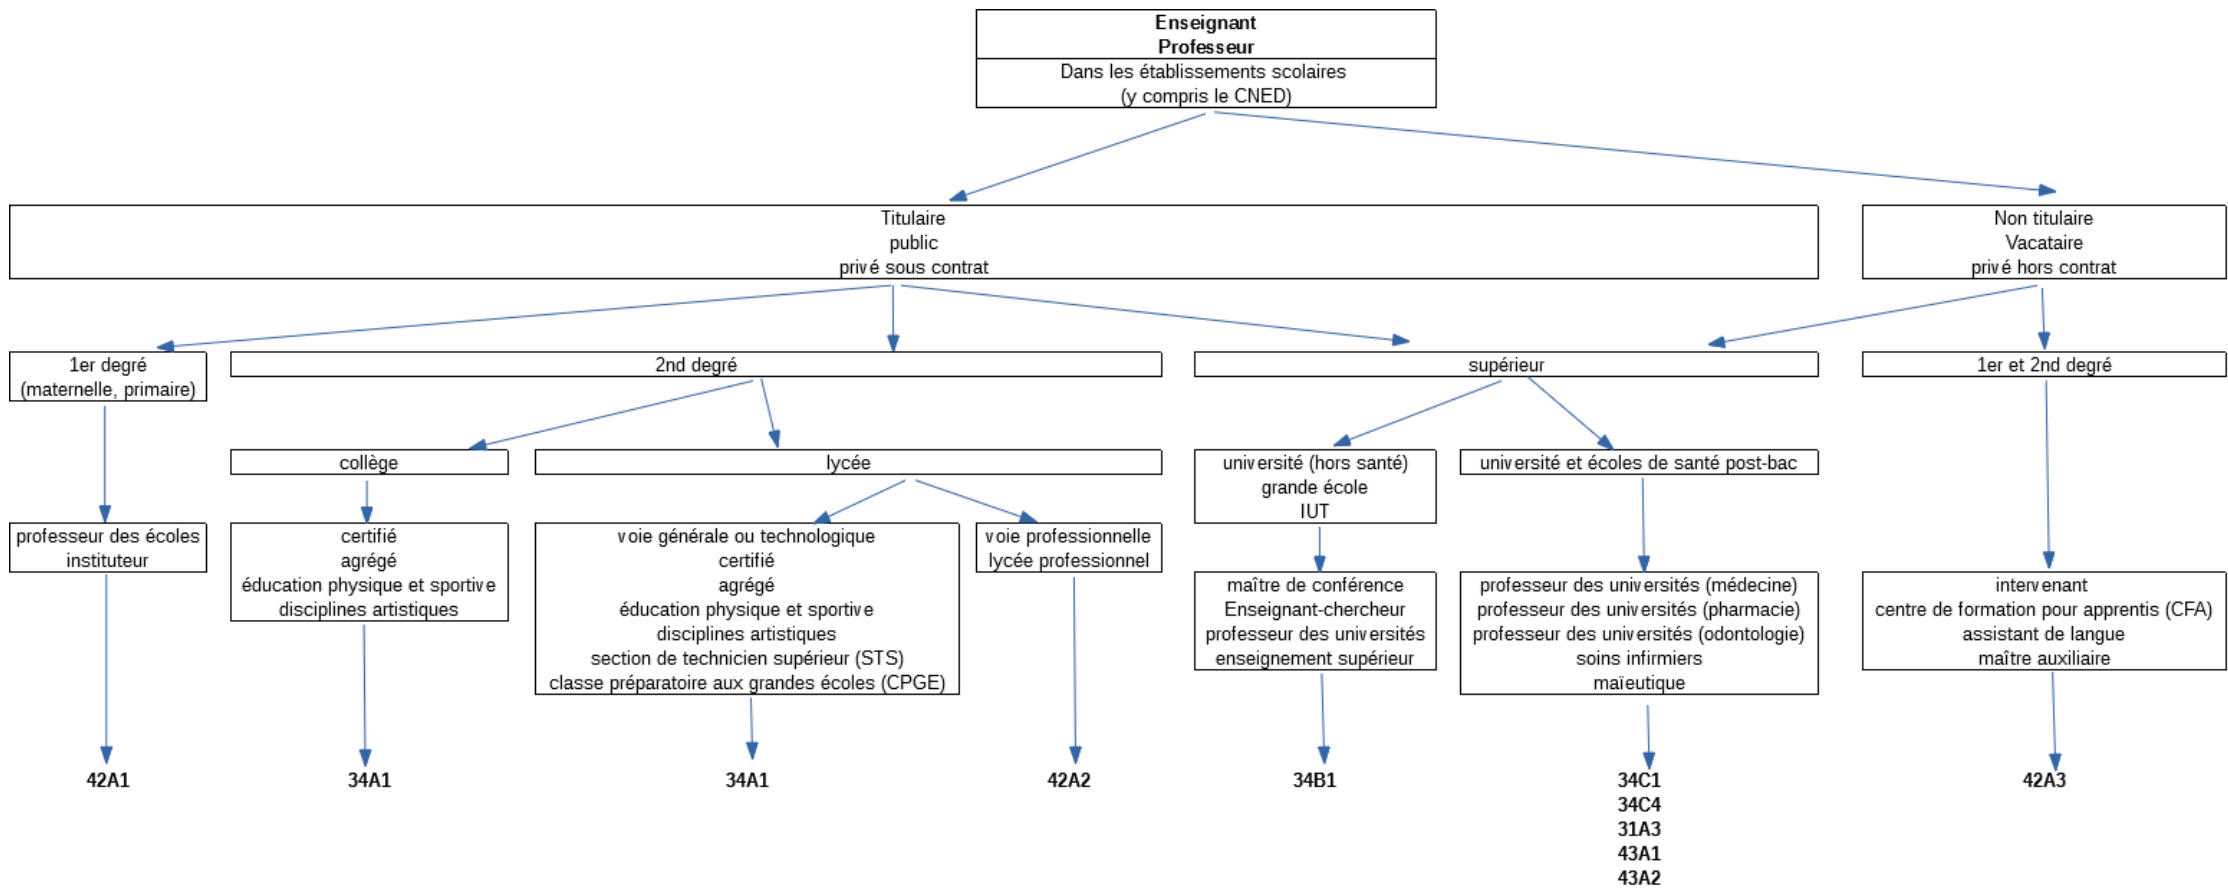 Enseignant
Professeur
Dans les établissements scolaires
(y compris le CNED)
Titulaire
public
privé sous contrat
Non titulaire
Vacataire
privé hors contrat
1er degré
(maternelle, primaire)
2nd degré
supérieur
1er et 2nd degré
collège
lycée
université (hors santé)
grande école
IUT
université et écoles de santé post-bac
professeur des écoles
instituteur
certifié
agrégé
éducation physique et sportive
disciplines artistiques
voie générale ou technologique
certifié
agrégé
éducation physique et sportive
disciplines artistiques
section de technicien supérieur (STS)
classe préparatoire aux grandes écoles (CPGE)
voie professionnelle
lycée professionnel
maître de conférence
Enseignant-chercheur
professeur des universités
enseignement supérieur
professeur des universités (médecine)
professeur des universités (pharmacie)
professeur des universités (odontologie)
soins infirmiers
maïeutique
intervenant
centre de formation pour apprentis (CFA)
assistant de langue
maître auxiliaire
42A1
34A1
34A1
42A2
34B1
34C1
34C4
31A3
43A1
43A2
42A3